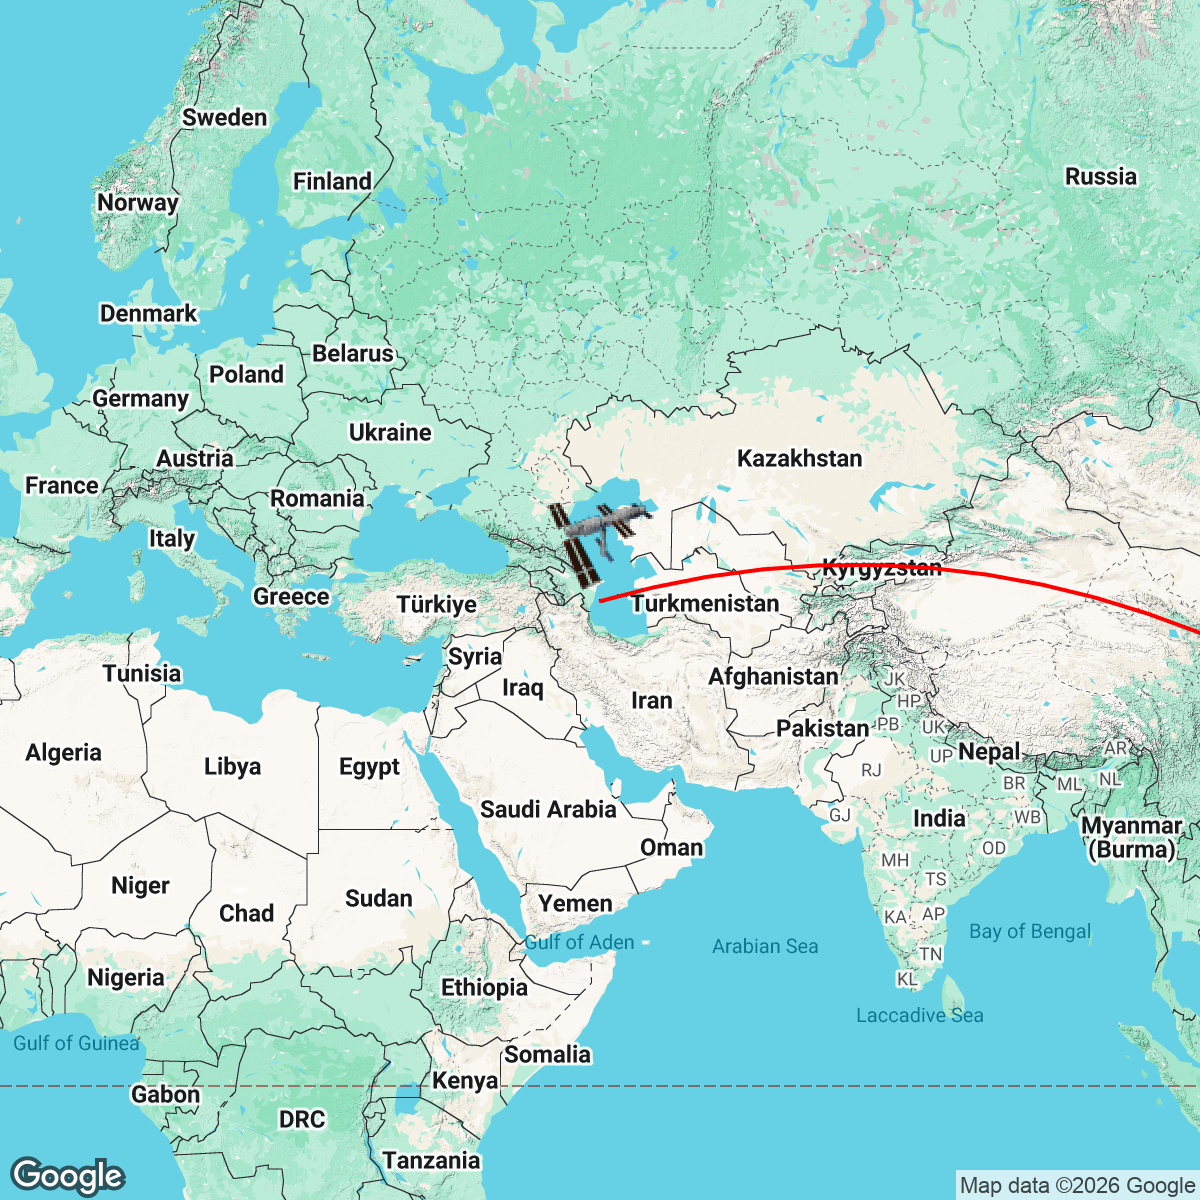 Sweden
Finland
Russia
Norway
Denmark
Belarus
Poland
Germany
Ukraine
Austria
Kazakhstan
France
Romania
Italy
Kyrgyzstan
Greece
Türkiye
Turkmenistan
Syria
Tunisia
Afghanistan
JK
Iraq
Iran
HP
Pakistan
PB
UK
Algeria
Libya
Egypt
UP
Nepal
AR
RJ
BR
ML
NL
Saudi Arabia
GJ
India
WB
Myanmar
(Burma)
Oman
OD
MH
Niger
TS
Sudan
Yemen
Chad
KA
AP
Gulf of Aden
Arabian Sea
Bay of Bengal
TN
Nigeria
Ethiopia
KL
Laccadive Sea
Gulf of Guinea
Somalia
Kenya
Gabon
DRC
Tanzania
Google
Map data ©2026 Google